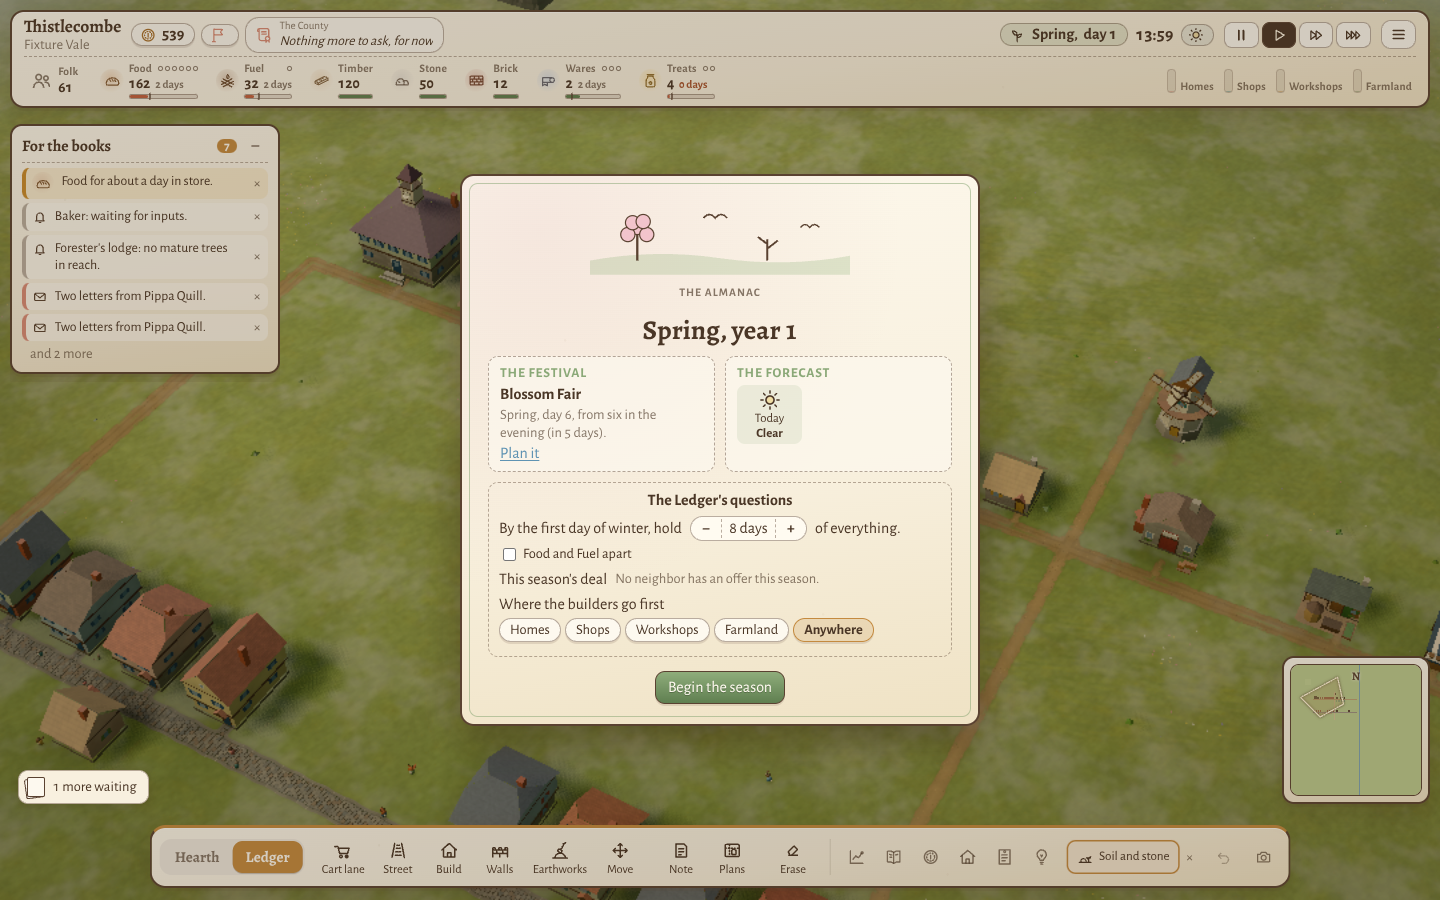 Thistlecombe
Fixture Vale
539
The County
Nothing more to ask, for now
Spring, day 1
13:59
Folk
61
Food
162 2 days
Fuel
32 2 days
Timber
120
Stone
50
Brick
12
Wares
2 2 days
Treats
4 0 days
Homes
Shops
Workshops
Farmland
For the books
7
Food for about a day in store.
Baker: waiting for inputs.
Forester's lodge: no mature trees
in reach.
Two letters from Pippa Quill.
Two letters from Pippa Quill.
and 2 more
THE ALMANAC
Spring, year 1
THE FESTIVAL
Blossom Fair
Spring, day 6, from six in the
evening (in 5 days).
Plan it
THE FORECAST
Today
Clear
The Ledger's questions
By the first day of winter, hold − 8 days + of everything.
Food and Fuel apart
This season's deal No neighbor has an offer this season.
Where the builders go first
Homes
Shops
Workshops
Farmland
Anywhere
Begin the season
N
1 more waiting
Hearth
Ledger
Cart lane
Street
Build
Walls
Earthworks
Move
Note
Plans
Erase
Soil and stone